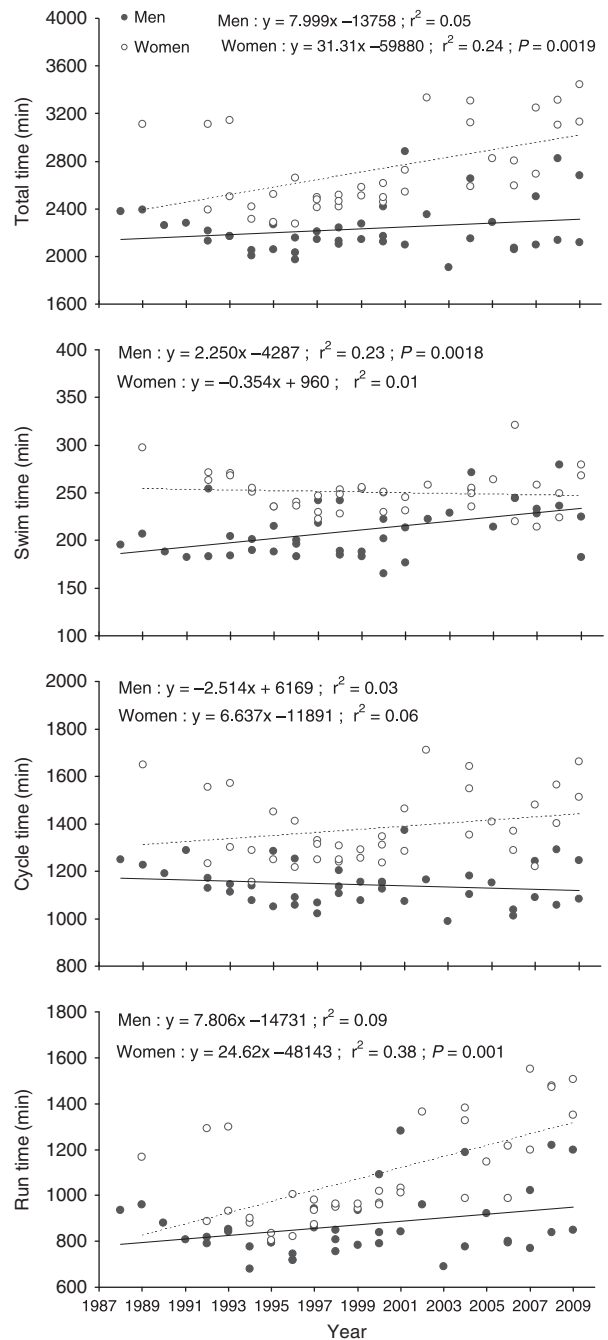 Men Men : y = 7.999x –13758 ; r² = 0.05
Women Women : y = 31.31x –59880 ; r² = 0.24 ; P = 0.0019
Total time (min)
4000
3600
3200
2800
2400
2000
1600
Men : y = 2.250x –4287 ; r² = 0.23 ; P = 0.0018
Women : y = –0.354x + 960 ; r² = 0.01
Swim time (min)
400
350
300
250
200
150
100
Men : y = –2.514x + 6169 ; r² = 0.03
Women : y = 6.637x –11891 ; r² = 0.06
Cycle time (min)
2000
1800
1600
1400
1200
1000
800
Men : y = 7.806x –14731 ; r² = 0.09
Women : y = 24.62x –48143 ; r² = 0.38 ; P = 0.001
Run time (min)
1800
1600
1400
1200
1000
800
600
1987 1989 1991 1993 1995 1997 1999 2001 2003 2005 2007 2009
Year